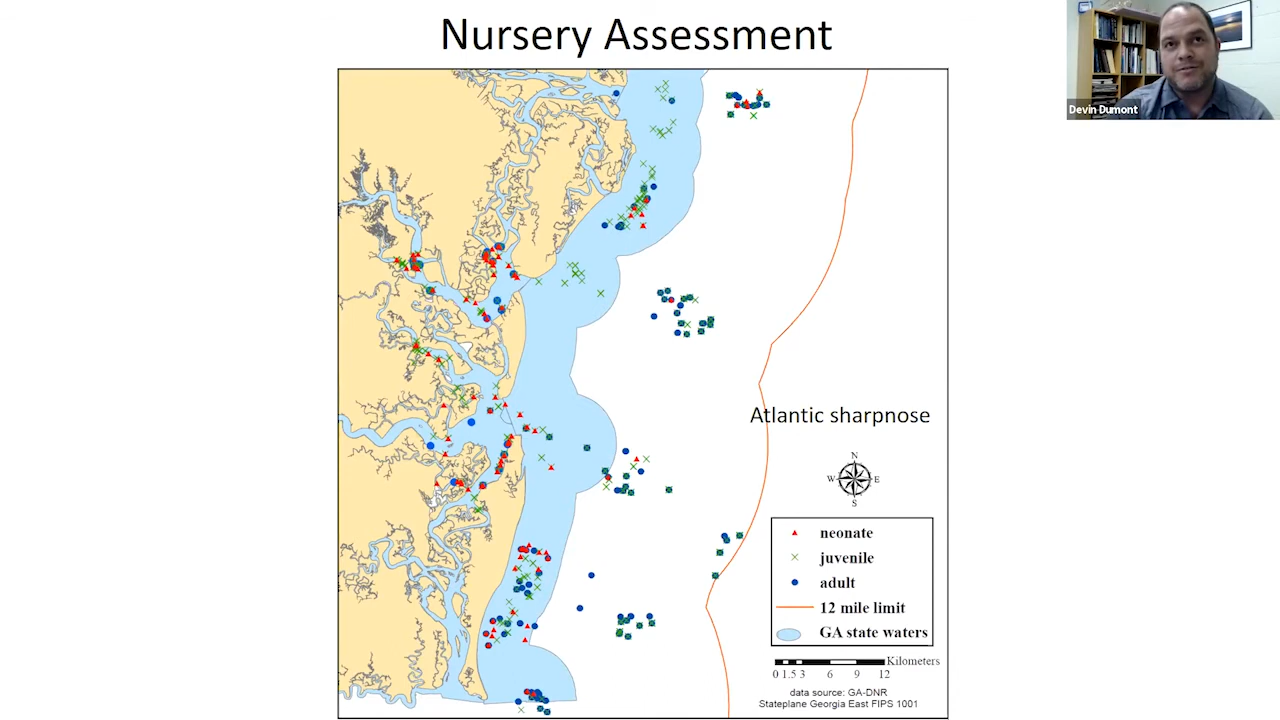 Nursery Assessment
Devin Dumont
Atlantic sharpnose
N
W E
S
neonate
juvenile
adult
12 mile limit
GA state waters
Kilometers
0 1.5 3 6 9 12
data source: GA-DNR
Stateplane Georgia East FIPS 1001